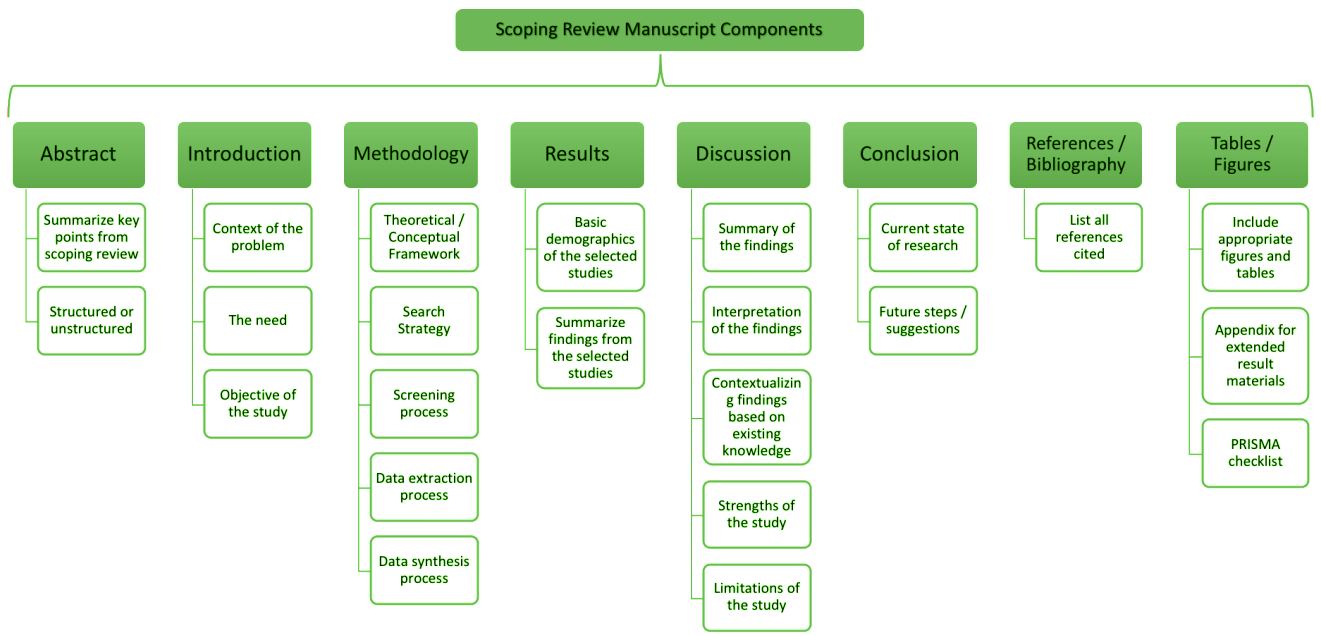 Scoping Review Manuscript Components
Abstract
Summarize key
points from
scoping review
Structured or
unstructured
Introduction
Context of the
problem
The need
Objective of
the study
Methodology
Theoretical /
Conceptual
Framework
Search
Strategy
Screening
process
Data extraction
process
Data synthesis
process
Results
Basic
demographics
of the selected
studies
Summarize
findings from
the selected
studies
Discussion
Summary of
the findings
Interpretation
of the findings
Contextualizin
g findings
based on
existing
knowledge
Strengths of
the study
Limitations of
the study
Conclusion
Current state
of research
Future steps /
suggestions
References /
Bibliography
List all
references
cited
Tables /
Figures
Include
appropriate
figures and
tables
Appendix for
extended
result
materials
PRISMA
checklist